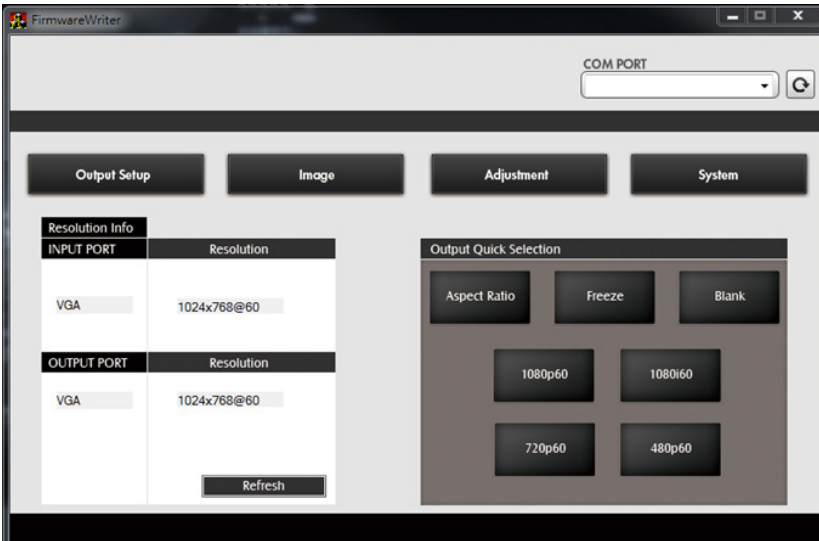 FirmwareWriter
COM PORT
Output Setup
Image
Adjustment
System
Resolution Info
INPUT PORT Resolution
VGA 1024x768@60
OUTPUT PORT Resolution
VGA 1024x768@60
Refresh
Output Quick Selection
Aspect Ratio Freeze Blank
1080p60 1080i60
720p60 480p60